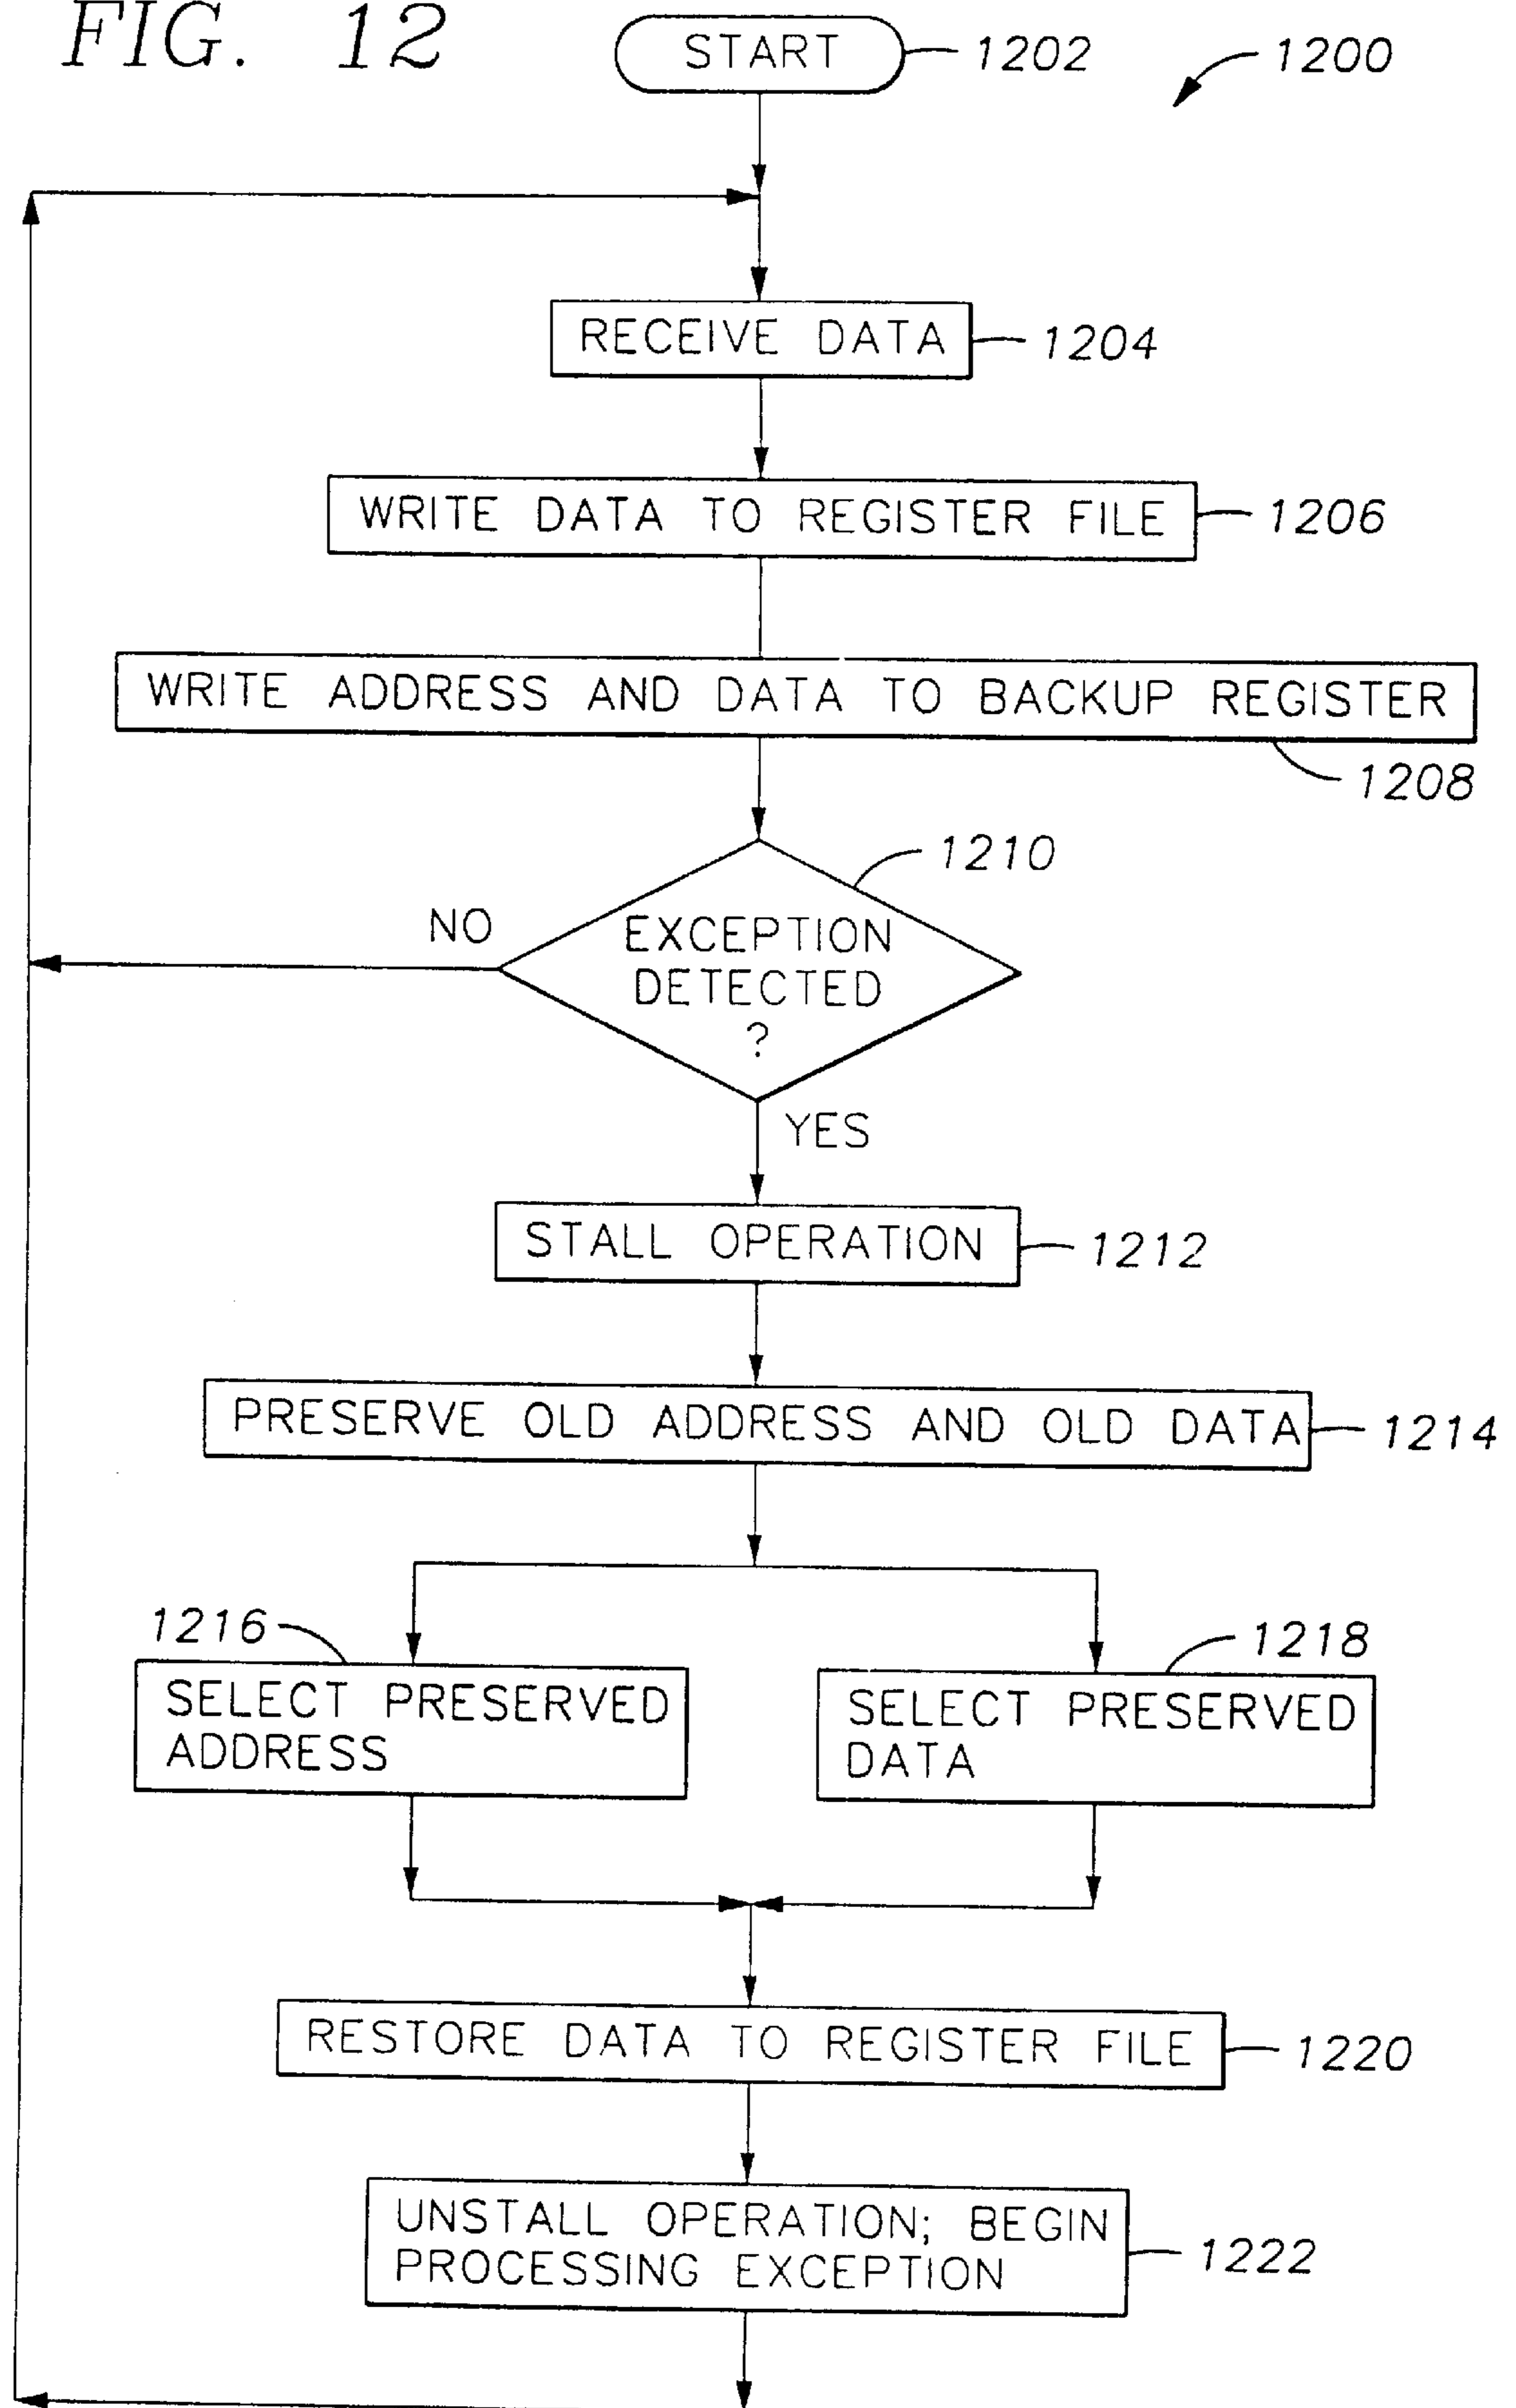 FIG. 12
START
1202
1200
RECEIVE DATA
1204
WRITE DATA TO REGISTER FILE
1206
WRITE ADDRESS AND DATA TO BACKUP REGISTER
1208
1210
NO
EXCEPTION
DETECTED
?
YES
STALL OPERATION
1212
PRESERVE OLD ADDRESS AND OLD DATA
1214
1216
SELECT PRESERVED
ADDRESS
1218
SELECT PRESERVED
DATA
RESTORE DATA TO REGISTER FILE
1220
UNSTALL OPERATION; BEGIN
PROCESSING EXCEPTION
1222